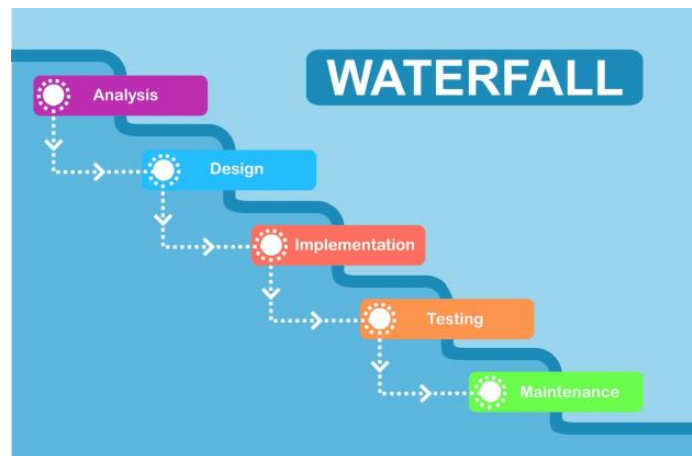 WATERFALL
Analysis
Design
Implementation
Testing
Maintenance